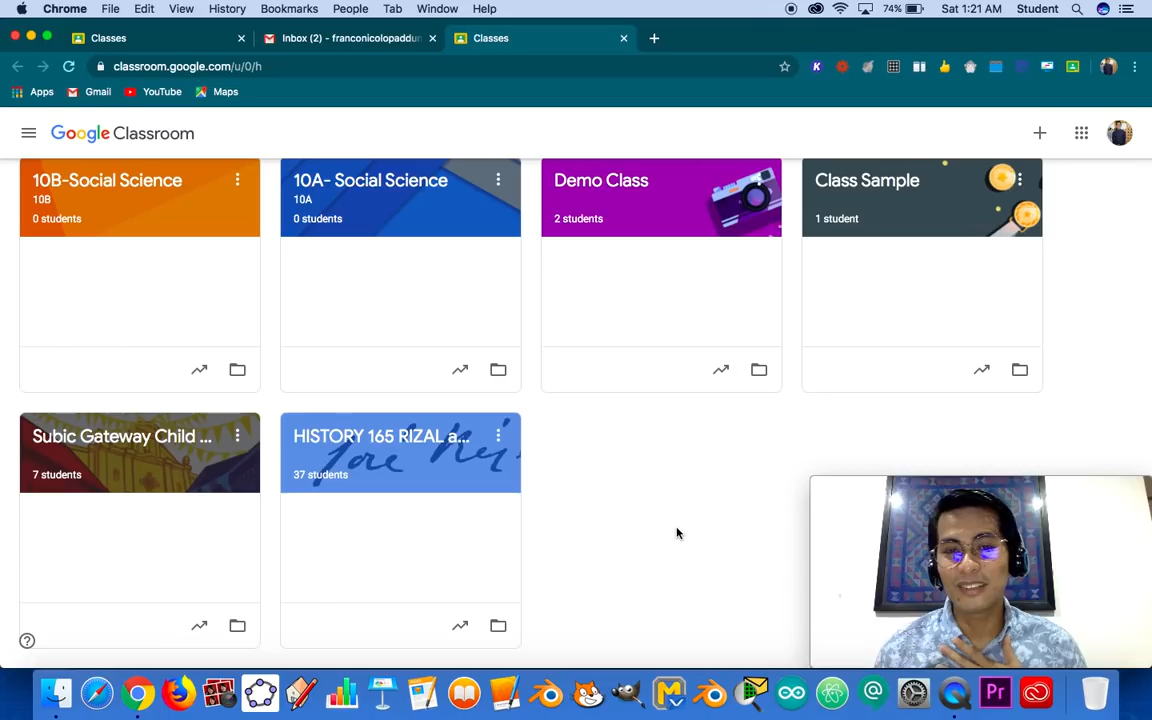 Chrome File Edit View History Bookmarks People Tab Window Help 74% Sat 1:21 AM Student
Classes Inbox (2) - franconicolopaddun Classes
classroom.google.com/u/0/h
Apps Gmail YouTube Maps
Google Classroom
10B-Social Science
10B
0 students
10A- Social Science
10A
0 students
Demo Class
2 students
Class Sample
1 student
Subic Gateway Child ...
7 students
HISTORY 165 RIZAL a...
37 students